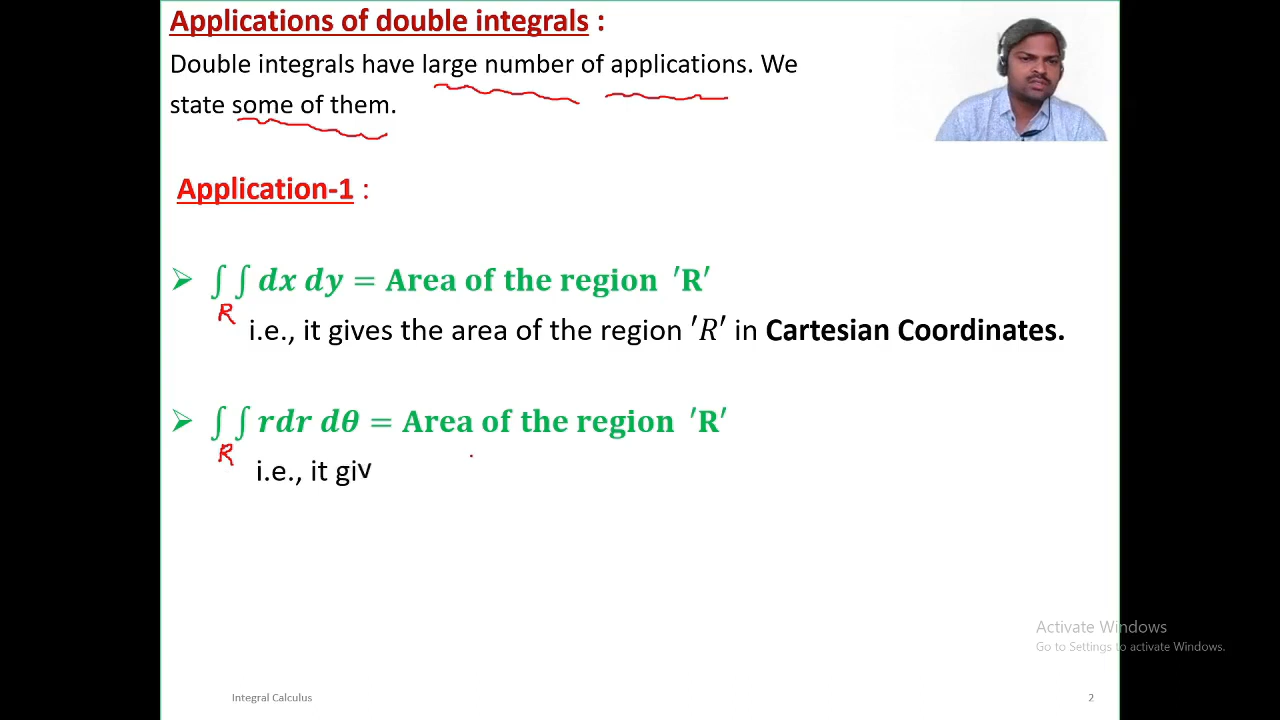 Applications of double integrals :
Double integrals have large number of applications. We
state some of them.
Application-1 :
➢ ∫∫ dx dy = Area of the region ′R′
R
i.e., it gives the area of the region ′R′ in Cartesian Coordinates.
➢ ∫∫ rdr dθ = Area of the region ′R′
R
i.e., it giv
Activate Windows
Go to Settings to activate Windows.
Integral Calculus
2